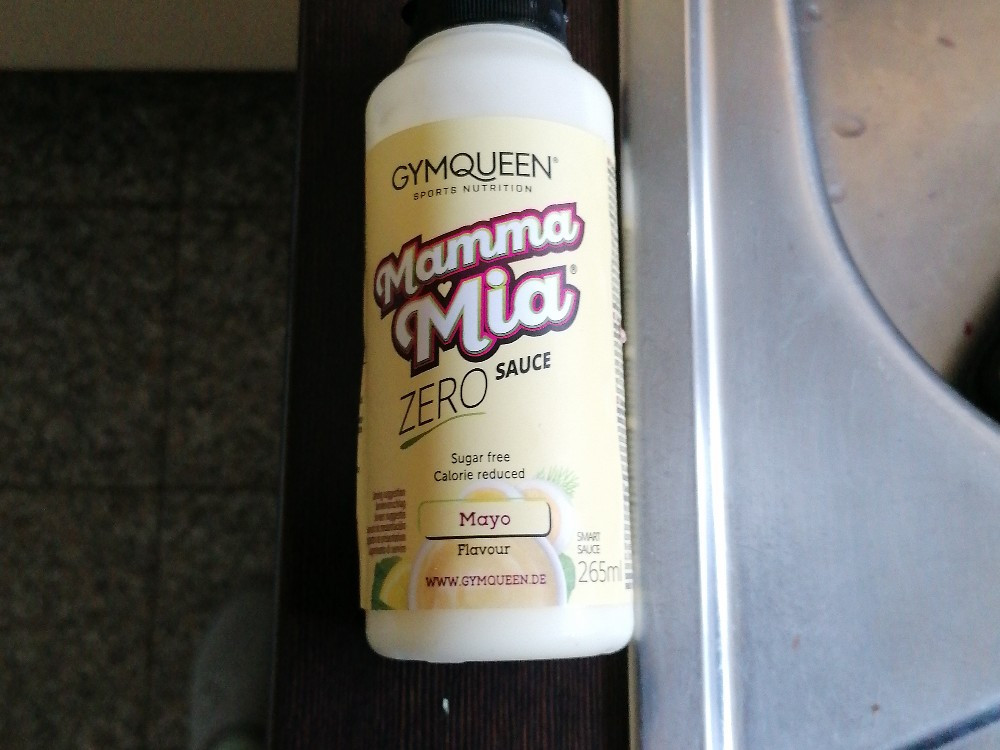 GYMQUEEN®
SPORTS NUTRITION
Mamma
Mia®
ZERO SAUCE
Sugar free
Calorie reduced
Mayo
Flavour
SMART
SAUCE
265ml
WWW.GYMQUEEN.DE